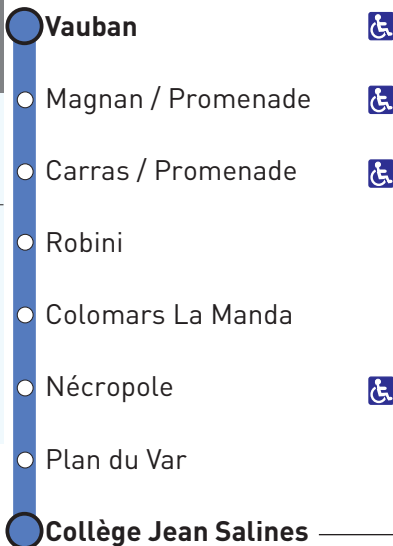 Vauban
Magnan / Promenade
Carras / Promenade
Robini
Colomars La Manda
Nécropole
Plan du Var
Collège Jean Salines